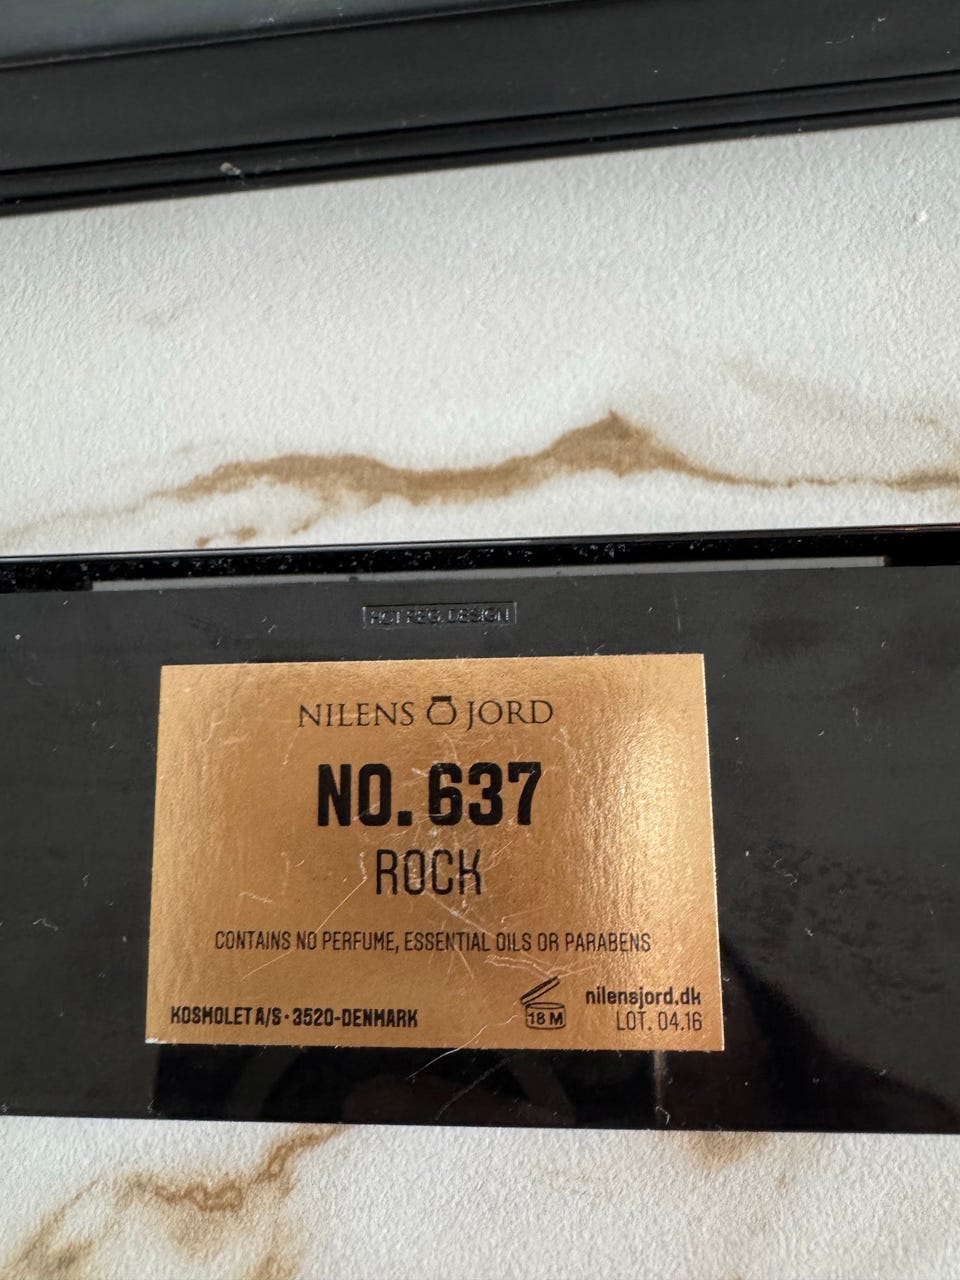 HCT REG. DESIGN
NILENS JORD
NO. 637
ROCK
CONTAINS NO PERFUME, ESSENTIAL OILS OR PARABENS
KOSMOLET A/S · 3520-DENMARK
18 M
nilensjord.dk
LOT. 04.16